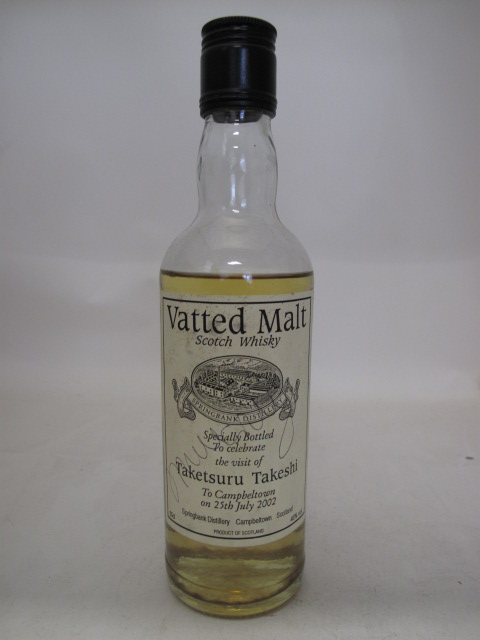 Vatted Malt
Scotch Whisky
SPRINGBANK DISTILLERY
Specially Bottled
To celebrate
the visit of
Taketsuru Takeshi
To Campbeltown
on 25th July 2002
Springbank Distillery Campbeltown Scotland
PRODUCT OF SCOTLAND